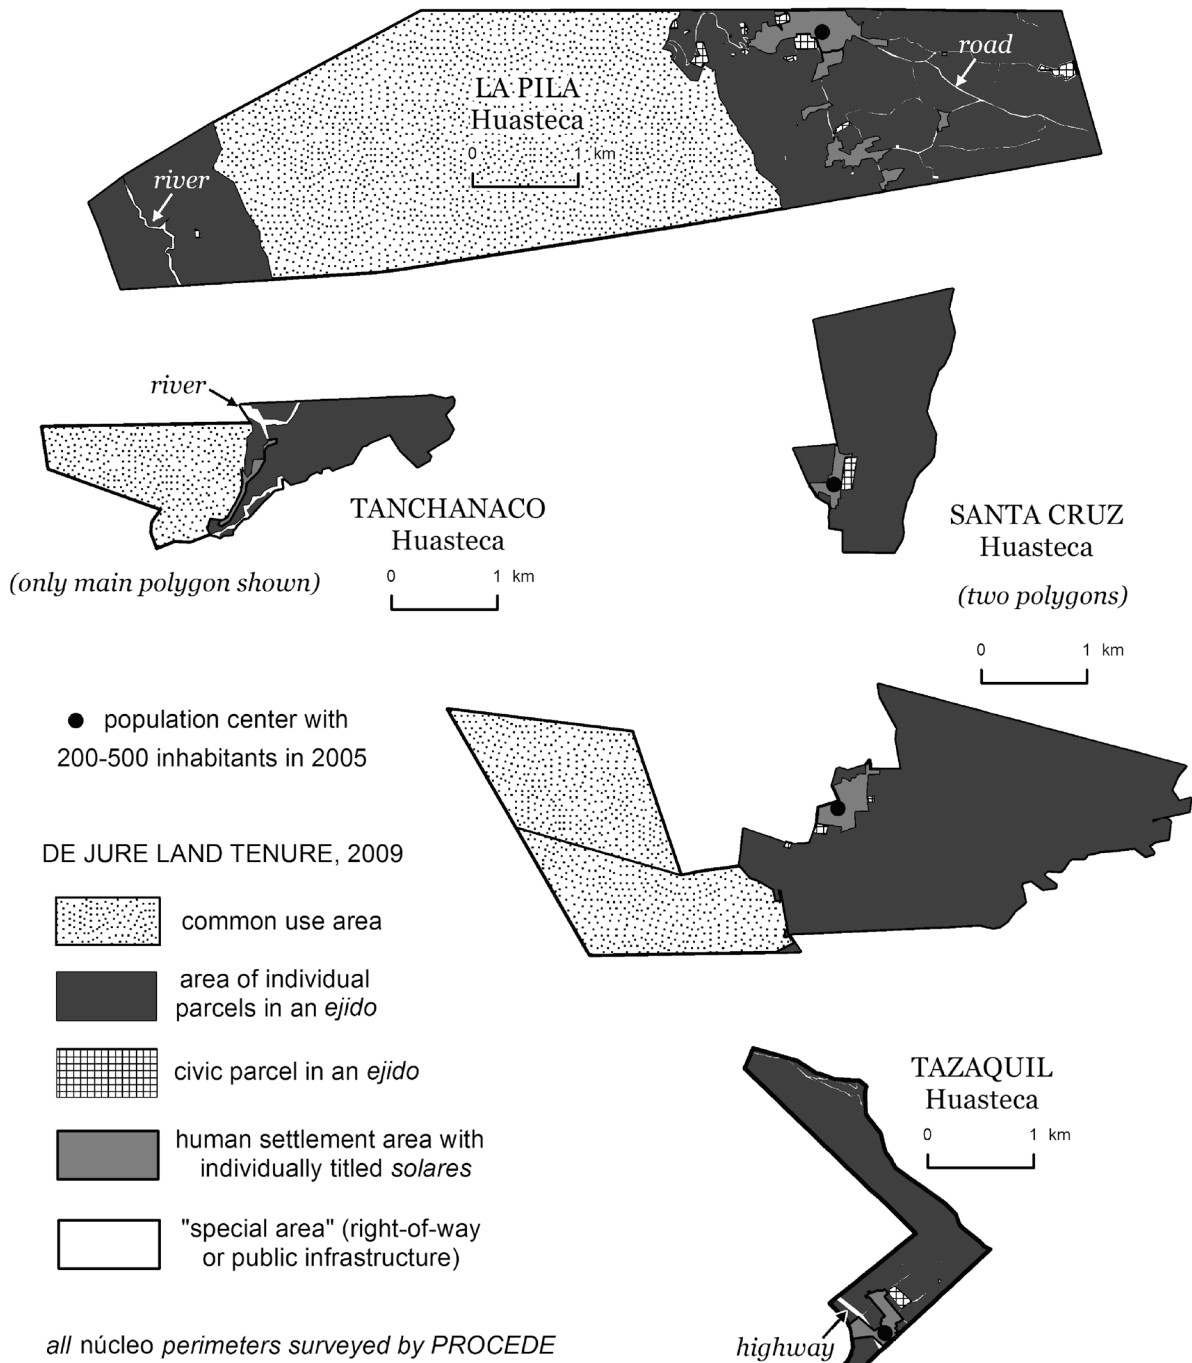 LA PILA
Huasteca
0 1 km
road
river
river
TANCHANACO
Huasteca
(only main polygon shown)
0 1 km
SANTA CRUZ
Huasteca
(two polygons)
0 1 km
population center with
200-500 inhabitants in 2005
DE JURE LAND TENURE, 2009
common use area
area of individual
parcels in an ejido
civic parcel in an ejido
human settlement area with
individually titled solares
"special area" (right-of-way
or public infrastructure)
all núcleo perimeters surveyed by PROCEDE
TAZAQUIL
Huasteca
0 1 km
highway